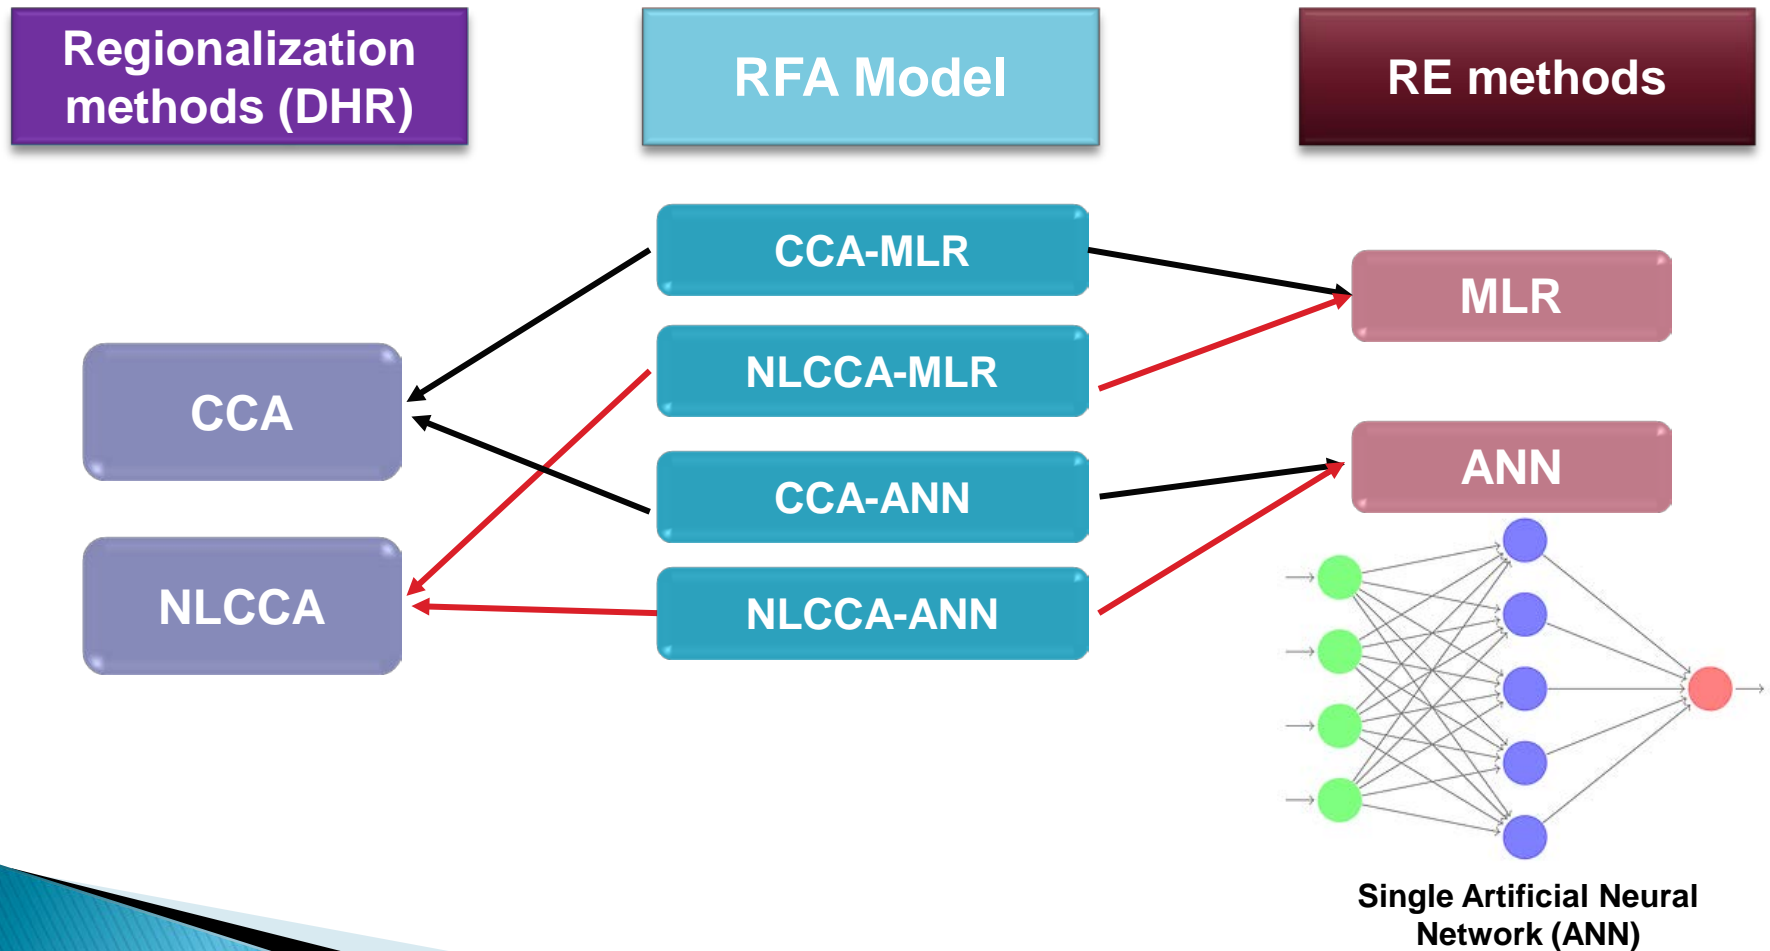 Regionalization
methods (DHR)
RFA Model
RE methods
CCA-MLR
NLCCA-MLR
CCA-ANN
NLCCA-ANN
CCA
NLCCA
MLR
ANN
Single Artificial Neural
Network (ANN)